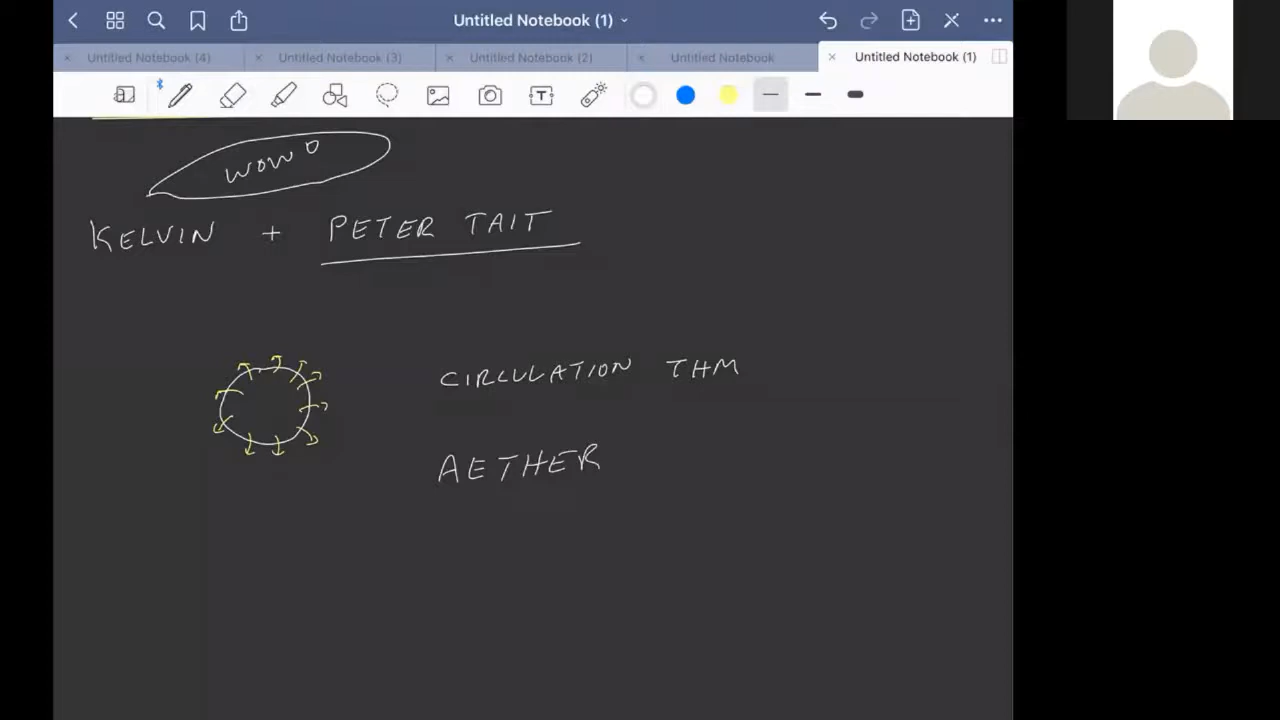 Untitled Notebook (1)
Untitled Notebook (4)
Untitled Notebook (3)
Untitled Notebook (2)
Untitled Notebook
Untitled Notebook (1)
T
WOW
KELVIN + PETER TAIT
CIRCULATION THM
AETHER